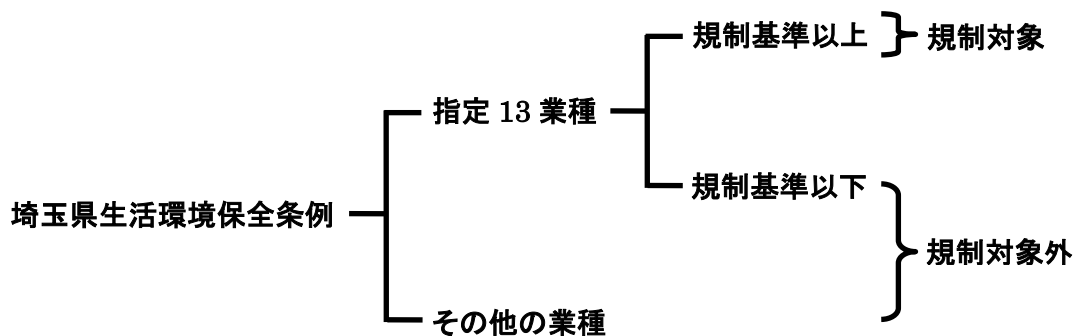 規制基準以上
規制対象
指定 13 業種
規制基準以下
埼玉県生活環境保全条例
規制対象外
その他の業種